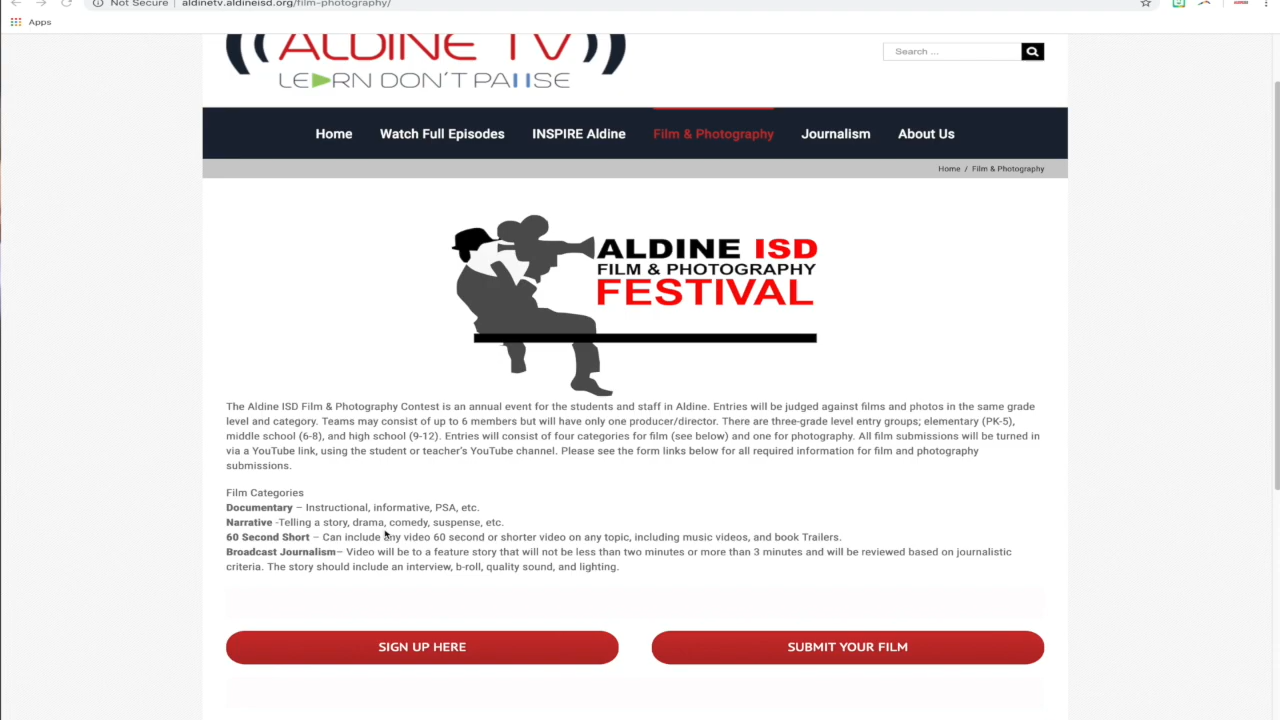 Not Secure | aldinetv.aldineisd.org/film-photography/
Apps
ALDINE TV
LEARN DON'T PAUSE
Search ...
Home Watch Full Episodes INSPIRE Aldine Film & Photography Journalism About Us
Home / Film & Photography
ALDINE ISD
FILM & PHOTOGRAPHY
FESTIVAL
The Aldine ISD Film & Photography Contest is an annual event for the students and staff in Aldine. Entries will be judged against films and photos in the same grade
level and category. Teams may consist of up to 6 members but will have only one producer/director. There are three-grade level entry groups; elementary (PK-5),
middle school (6-8), and high school (9-12). Entries will consist of four categories for film (see below) and one for photography. All film submissions will be turned in
via a YouTube link, using the student or teacher's YouTube channel. Please see the form links below for all required information for film and photography
submissions.
Film Categories
Documentary – Instructional, informative, PSA, etc.
Narrative -Telling a story, drama, comedy, suspense, etc.
60 Second Short – Can include any video 60 second or shorter video on any topic, including music videos, and book Trailers.
Broadcast Journalism– Video will be to a feature story that will not be less than two minutes or more than 3 minutes and will be reviewed based on journalistic
criteria. The story should include an interview, b-roll, quality sound, and lighting.
SIGN UP HERE
SUBMIT YOUR FILM